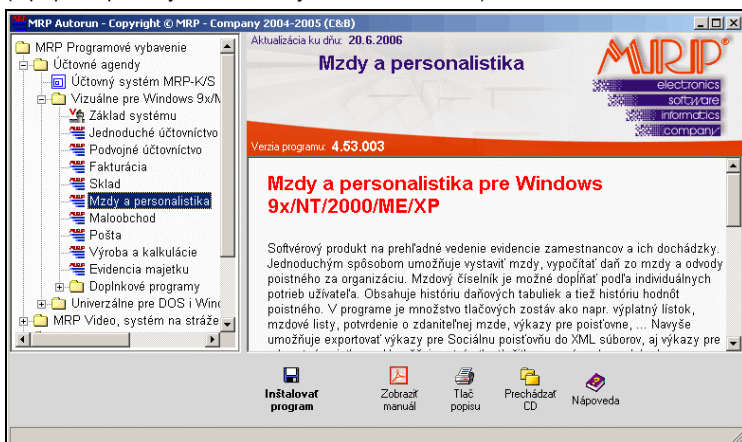 MRP Autorun - Copyright © MRP - Company 2004-2005 (C&B)
MRP Programové vybavenie
Účtovné agendy
Účtovný systém MRP-K/S
Vizuálne pre Windows 9x/N
Základ systému
Jednoduché účtovníctvo
Podvojné účtovníctvo
Fakturácia
Sklad
Mzdy a personalistika
Maloobchod
Pošta
Výroba a kalkulácie
Evidencia majetku
Doplnkové programy
Univerzálne pre DOS i Wind
MRP Video, systém na stráže
Aktualizácia ku dňu: 20.6.2006
Mzdy a personalistika
MRP®
electronics
software
informatics
company
Verzia programu: 4.53.003
Mzdy a personalistika pre Windows
9x/NT/2000/ME/XP
Softvérový produkt na prehľadné vedenie evidencie zamestnancov a ich dochádzky.
Jednoduchým spôsobom umožňuje vystaviť mzdy, vypočítať daň zo mzdy a odvody
poistného za organizáciu. Mzdový číselník je možné dopĺňať podľa individuálnych
potrieb užívateľa. Obsahuje históriu daňových tabuliek a tiež históriu hodnôt
poistného. V programe je množstvo tlačových zostáv ako napr. výplatný lístok,
mzdové listy, potvrdenie o zdaniteľnej mzde, výkazy pre poisťovne, ... Navyše
umožňuje exportovať výkazy pre Sociálnu poisťovňu do XML súborov, aj výkazy pre
Inštalovať
program
Zobraziť
manuál
Tlač
popisu
Prechádzať
CD
Nápoveda